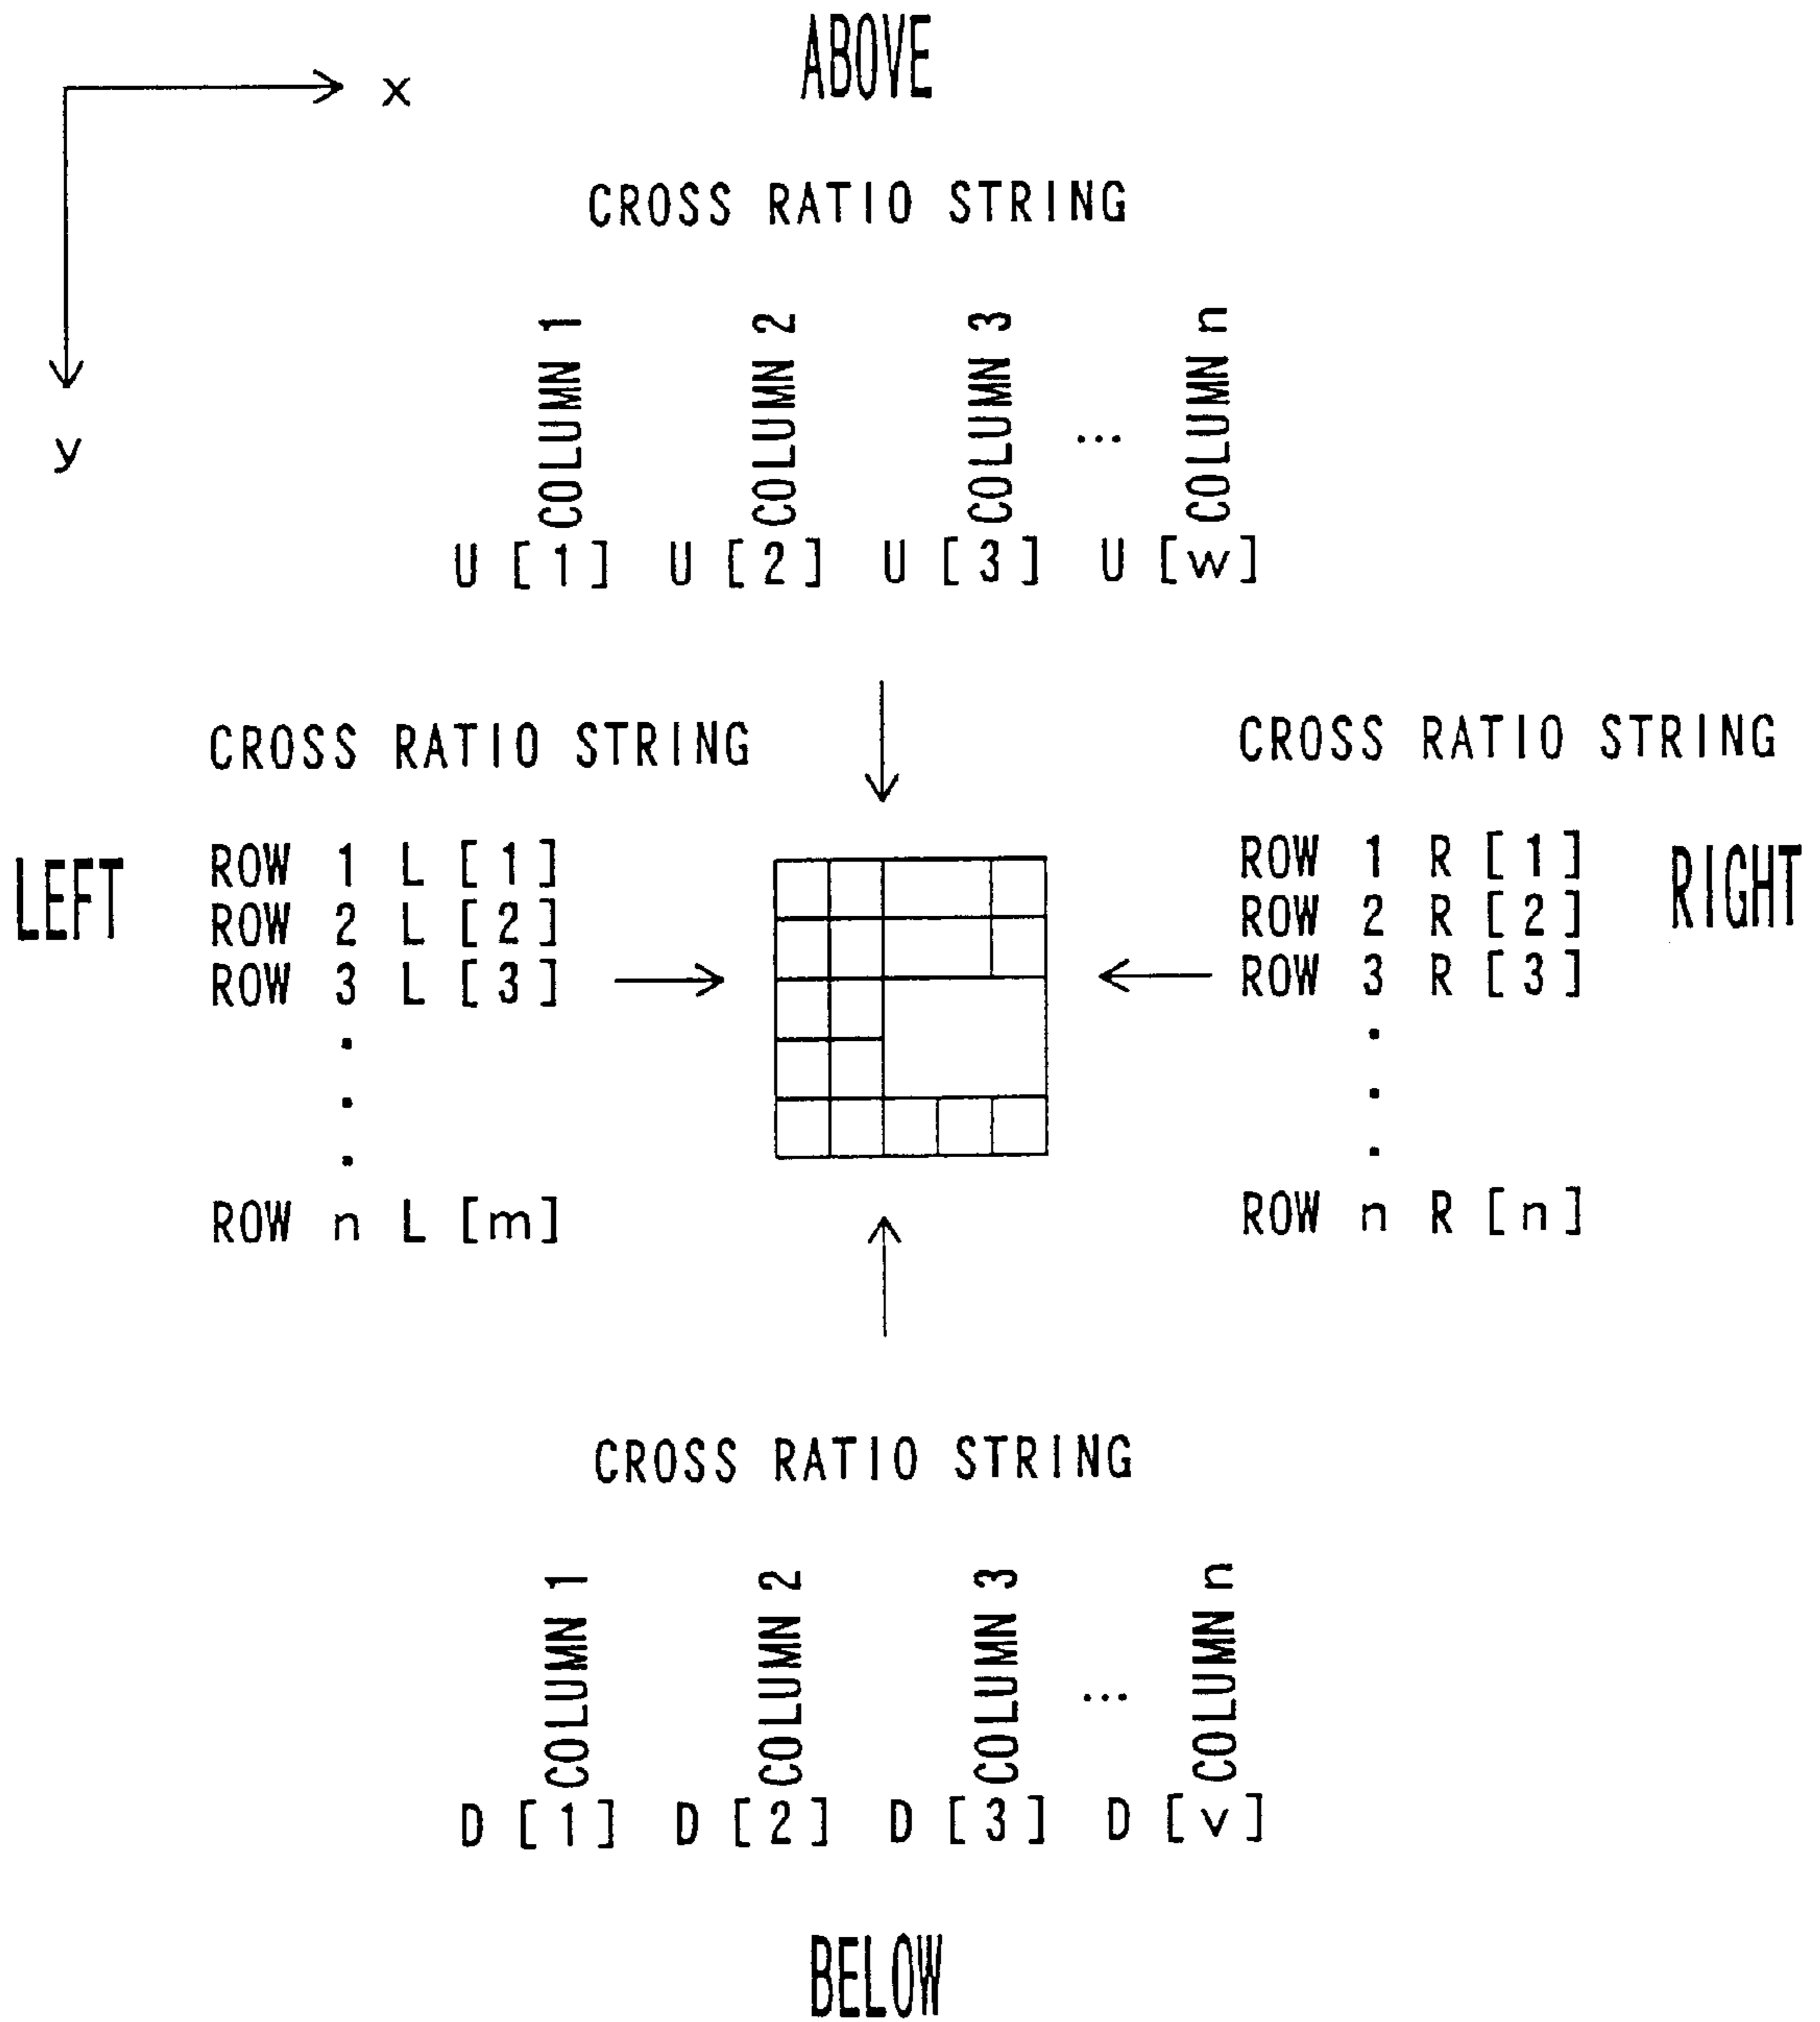 ABOVE
x
y
CROSS RATIO STRING
COLUMN 1 COLUMN 2 COLUMN 3 ... COLUMN n
U [1] U [2] U [3] U [w]
CROSS RATIO STRING
CROSS RATIO STRING
LEFT
ROW 1 L [1]
ROW 2 L [2]
ROW 3 L [3]
.
.
.
ROW n L [m]
ROW 1 R [1]
ROW 2 R [2]
ROW 3 R [3]
.
.
.
ROW n R [n]
RIGHT
CROSS RATIO STRING
COLUMN 1 COLUMN 2 COLUMN 3 ... COLUMN n
D [1] D [2] D [3] D [v]
BELOW